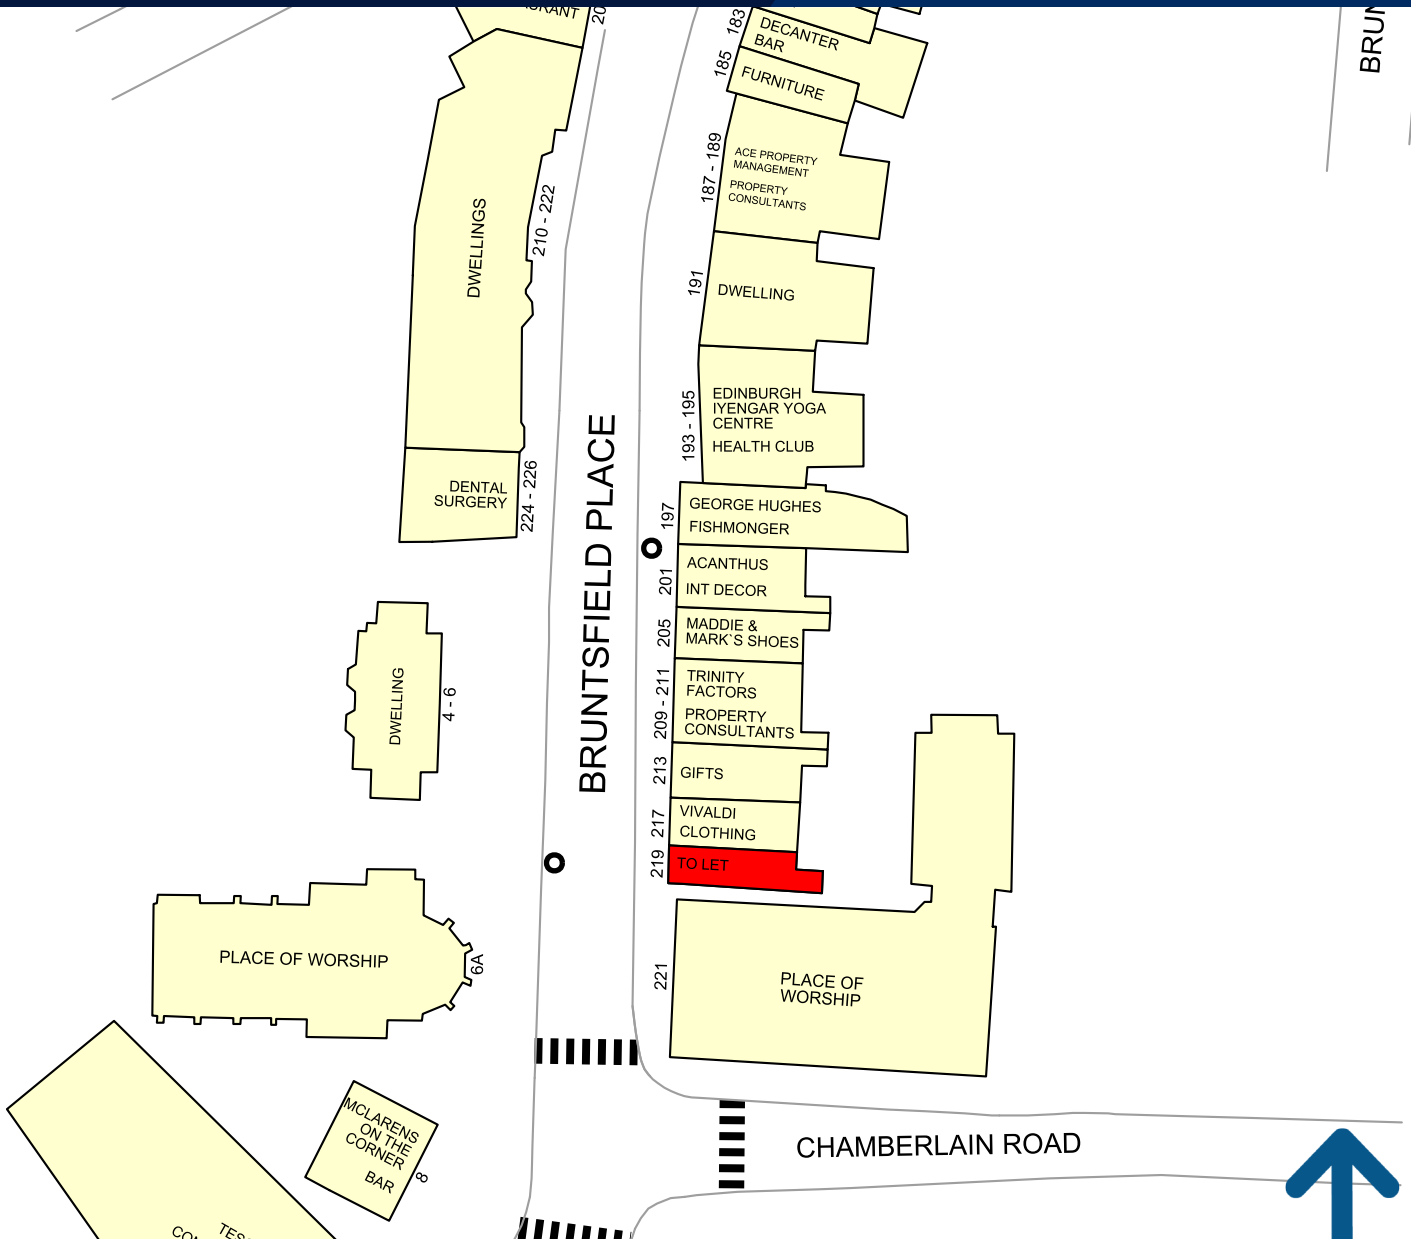 183
DECANTER
BAR
185
FURNITURE
BRUN
187 - 189
ACE PROPERTY
MANAGEMENT
PROPERTY
CONSULTANTS
DWELLINGS
210 - 222
191
DWELLING
193 - 195
EDINBURGH
IYENGAR YOGA
CENTRE
HEALTH CLUB
DENTAL
SURGERY
224 - 226
BRUNTSFIELD PLACE
197
GEORGE HUGHES
FISHMONGER
201
ACANTHUS
INT DECOR
205
MADDIE &
MARK`S SHOES
209 - 211
TRINITY
FACTORS
PROPERTY
CONSULTANTS
DWELLING
4 - 6
213
GIFTS
217
VIVALDI
CLOTHING
219
TO LET
PLACE OF WORSHIP
6A
221
PLACE OF
WORSHIP
MCLARENS
ON THE
CORNER
BAR
8
CHAMBERLAIN ROAD